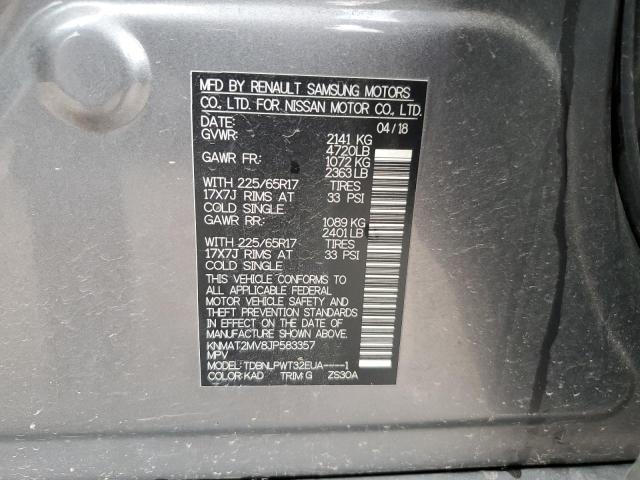 MFD BY RENAULT SAMSUNG MOTORS
CO., LTD. FOR NISSAN MOTOR CO., LTD.
DATE: 04/18
GVWR: 2141 KG
4720LB
GAWR FR.: 1072 KG
2363 LB
WITH 225/65R17 TIRES
17X7J RIMS AT 33 PSI
COLD SINGLE
GAWR RR.: 1089 KG
2401 LB
WITH 225/65R17 TIRES
17X7J RIMS AT 33 PSI
COLD SINGLE
THIS VEHICLE CONFORMS TO
ALL APPLICABLE FEDERAL
MOTOR VEHICLE SAFETY AND
THEFT PREVENTION STANDARDS
IN EFFECT ON THE DATE OF
MANUFACTURE SHOWN ABOVE.
KNMAT2MV8JP583357
MPV
MODEL: TDBNLPWT32EUA----1
COLOR: KAD TRIM: G ZS30A